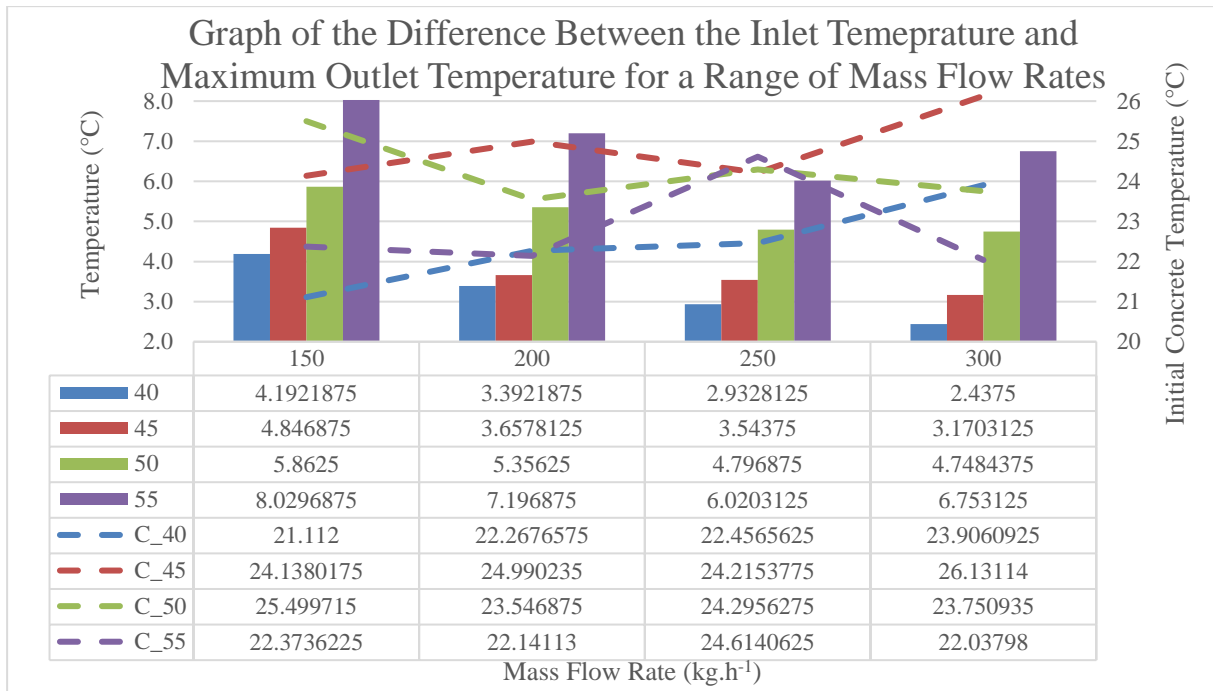 Graph of the Difference Between the Inlet Temeprature and
Maximum Outlet Temperature for a Range of Mass Flow Rates
Temperature (°C)
8.0
7.0
6.0
5.0
4.0
3.0
2.0
26
25
24
23
22
21
20
Initial Concrete Temperature (°C)
150 200 250 300
40 4.1921875 3.3921875 2.9328125 2.4375
45 4.846875 3.6578125 3.54375 3.1703125
50 5.8625 5.35625 4.796875 4.7484375
55 8.0296875 7.196875 6.0203125 6.753125
C_40 21.112 22.2676575 22.4565625 23.9060925
C_45 24.1380175 24.990235 24.2153775 26.13114
C_50 25.499715 23.546875 24.2956275 23.750935
C_55 22.3736225 22.14113 24.6140625 22.03798
Mass Flow Rate (kg.h⁻¹)